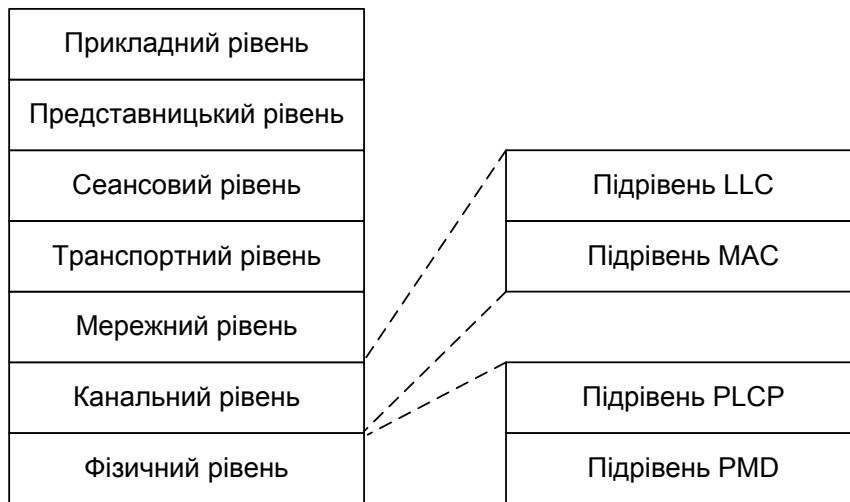 Прикладний рівень
Представницький рівень
Сеансовий рівень
Транспортний рівень
Мережний рівень
Канальний рівень
Фізичний рівень
Підрівень LLC
Підрівень MAC
Підрівень PLCP
Підрівень PMD